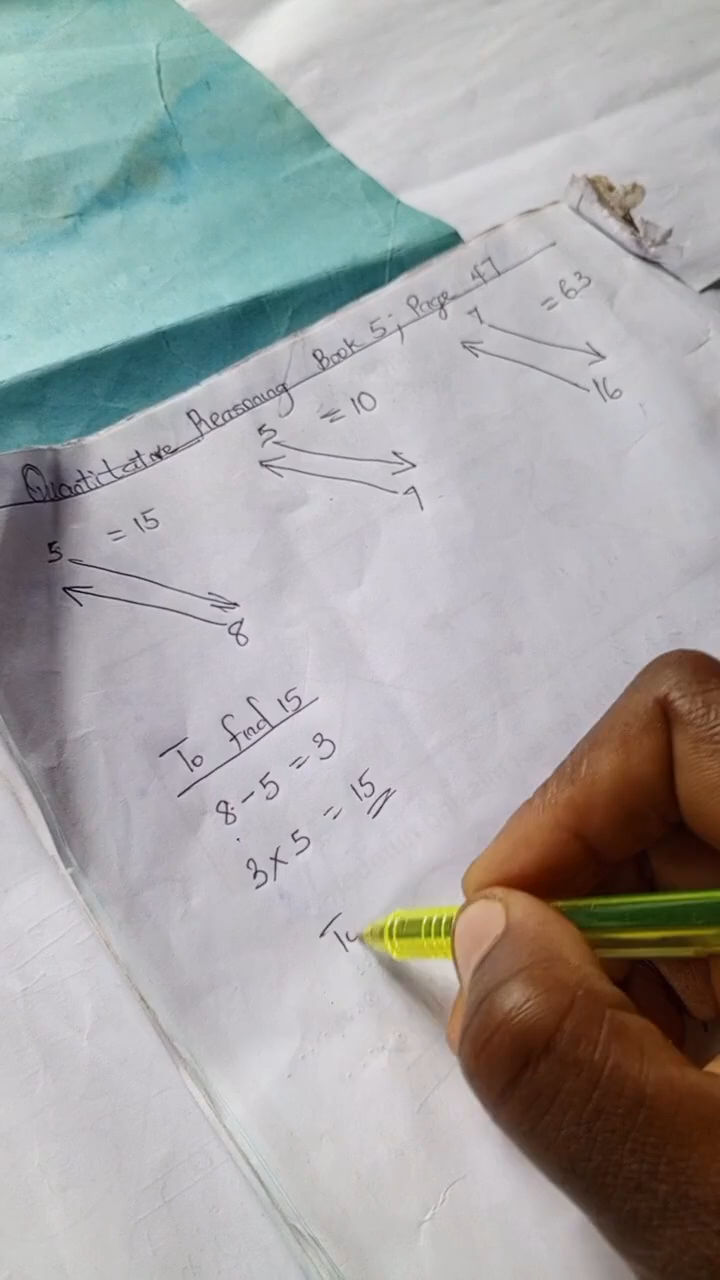 Quantitative Reasoning Book 5; Page 47
5 = 15
8
5 = 10
7
7 = 63
16
To find 15
8 - 5 = 3
3 × 5 = 15
To